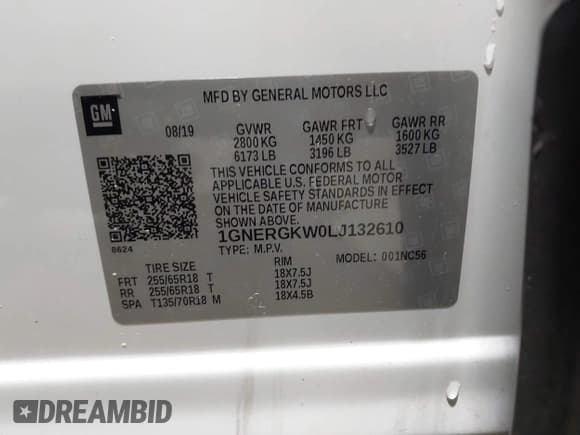 GM
MFD BY GENERAL MOTORS LLC
08/19 GVWR GAWR FRT GAWR RR
2800 KG 1450 KG 1600 KG
6173 LB 3196 LB 3527 LB
THIS VEHICLE CONFORMS TO ALL
APPLICABLE U.S. FEDERAL MOTOR
VEHICLE SAFETY STANDARDS IN EFFECT
ON THE DATE OF MANUFACTURE
SHOWN ABOVE.
1GNERGKW0LJ132610
8624
TYPE: M.P.V. MODEL: 001NC56
TIRE SIZE RIM
FRT 255/65R18 T 18X7.5J
RR 255/65R18 T 18X7.5J
SPA T135/70R18 M 18X4.5B
DREAMBID